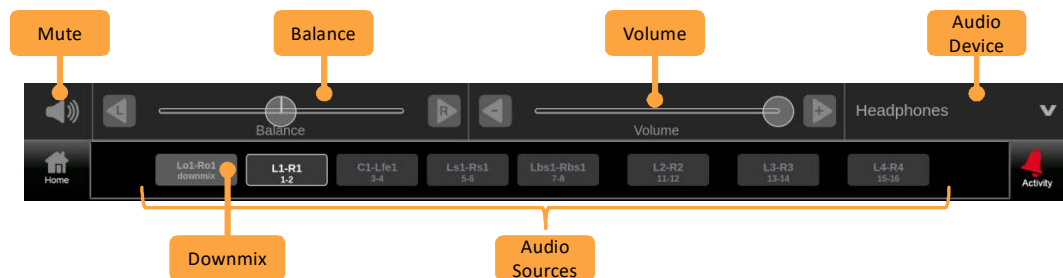 Mute
Balance
Volume
Audio
Device
L
R
-
+
Headphones
Balance
Volume
Home
Lo1-Ro1
downmix
L1-R1
1-2
C1-Lfe1
3-4
Ls1-Rs1
5-6
Lbs1-Rbs1
7-8
L2-R2
11-12
L3-R3
13-14
L4-R4
15-16
Activity
Downmix
Audio
Sources